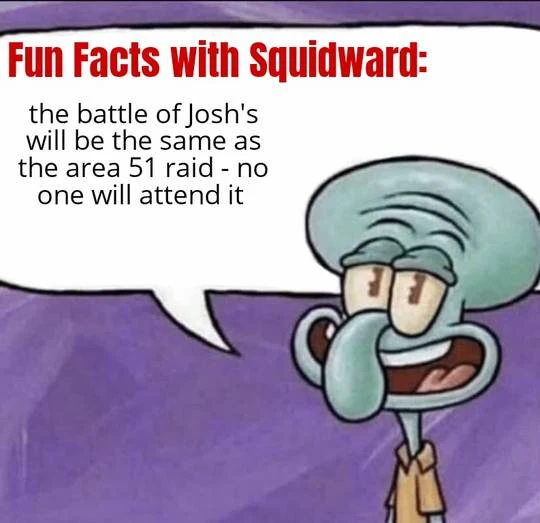 Fun Facts with Squidward:
the battle of Josh's
will be the same as
the area 51 raid - no
one will attend it